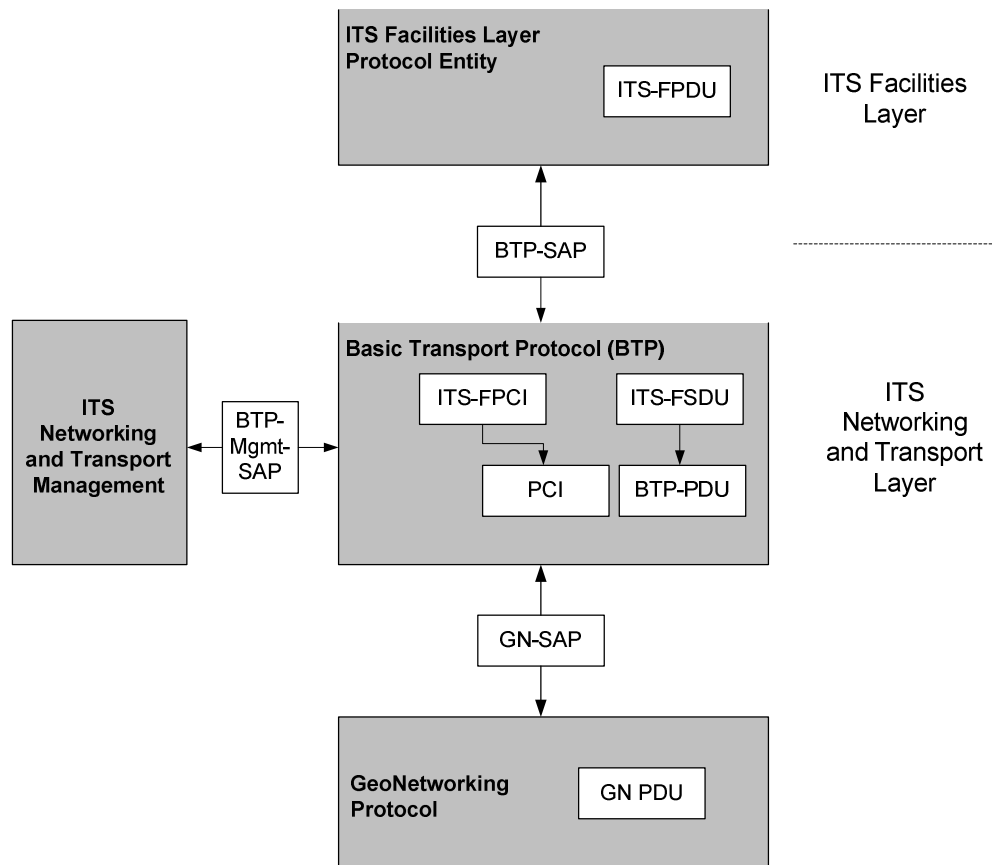 ITS Facilities Layer
Protocol Entity
ITS-FPDU
ITS Facilities
Layer
BTP-SAP
Basic Transport Protocol (BTP)
ITS-FPCI
ITS-FSDU
PCI
BTP-PDU
ITS
Networking
and Transport
Management
BTP-
Mgmt-
SAP
ITS
Networking
and Transport
Layer
GN-SAP
GeoNetworking
Protocol
GN PDU